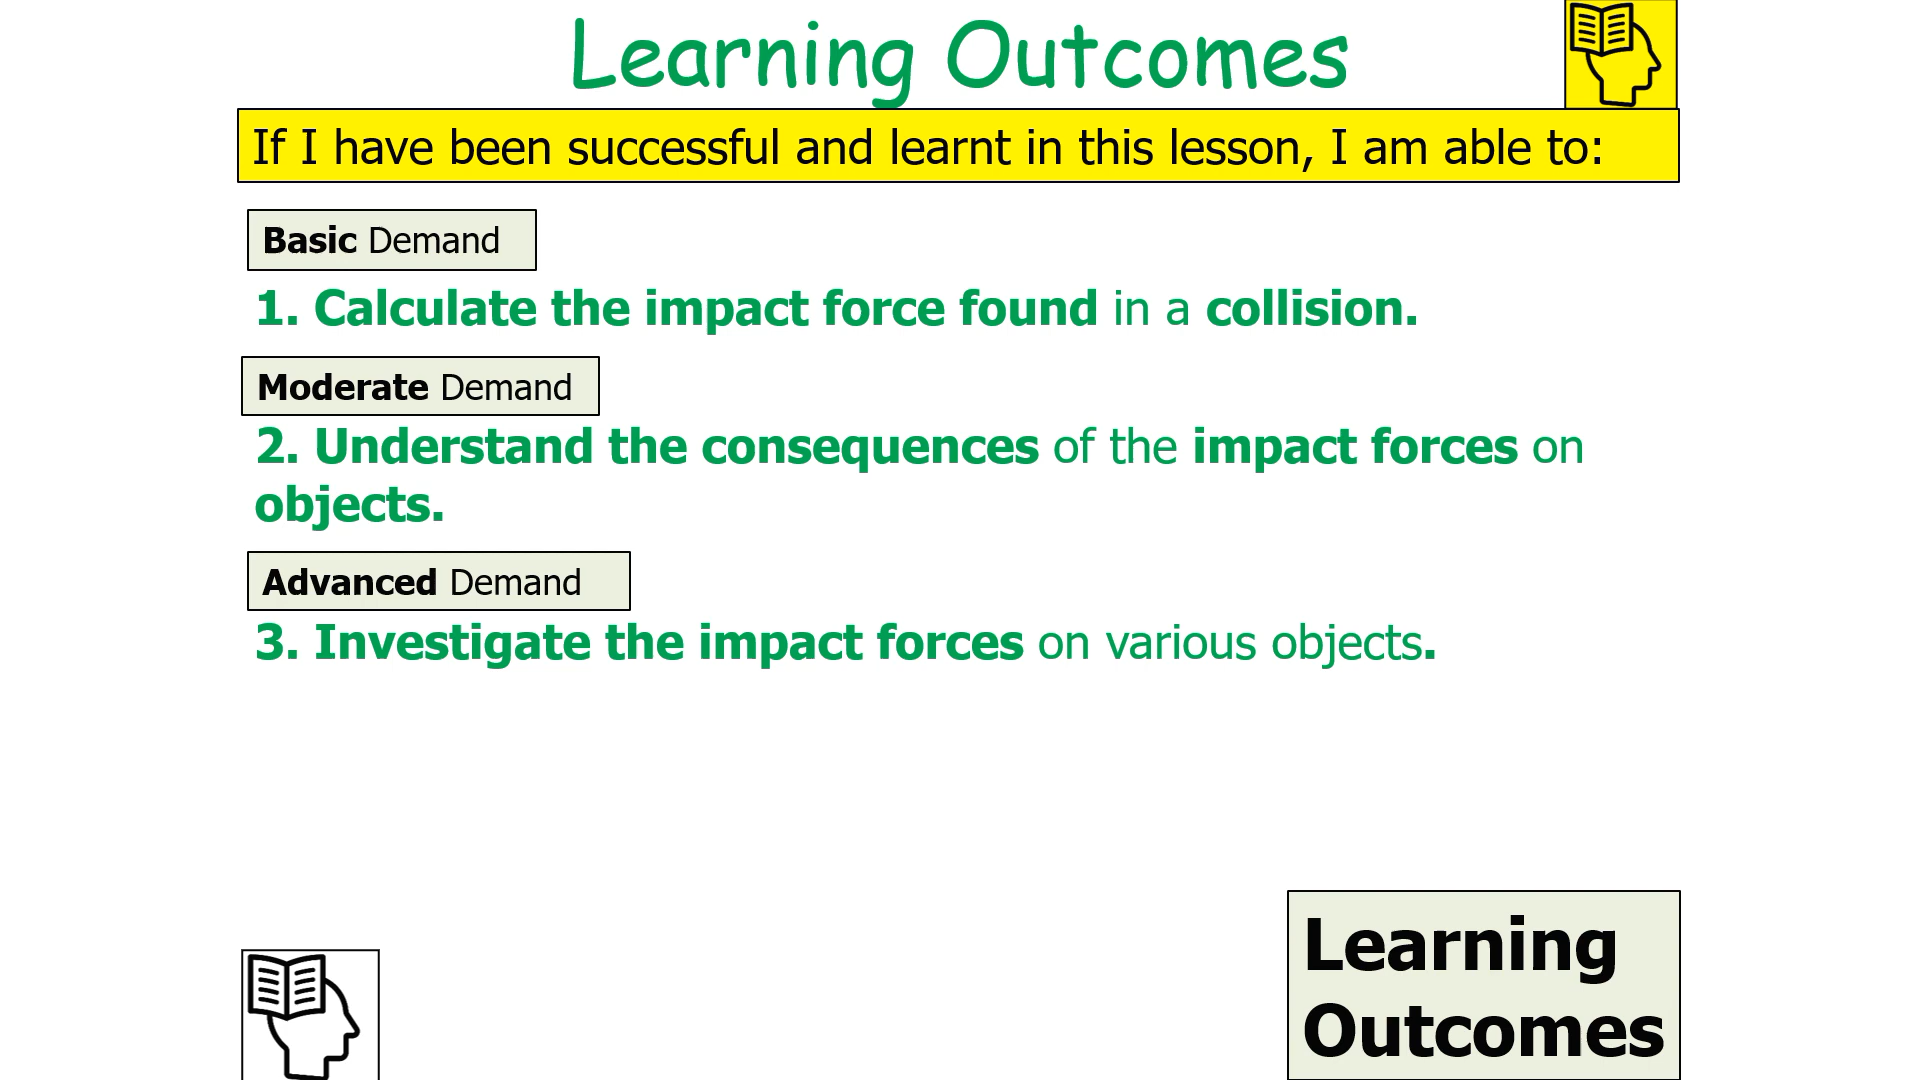 Learning Outcomes
If I have been successful and learnt in this lesson, I am able to:
Basic Demand
1. Calculate the impact force found in a collision.
Moderate Demand
2. Understand the consequences of the impact forces on
objects.
Advanced Demand
3. Investigate the impact forces on various objects.
Learning
Outcomes